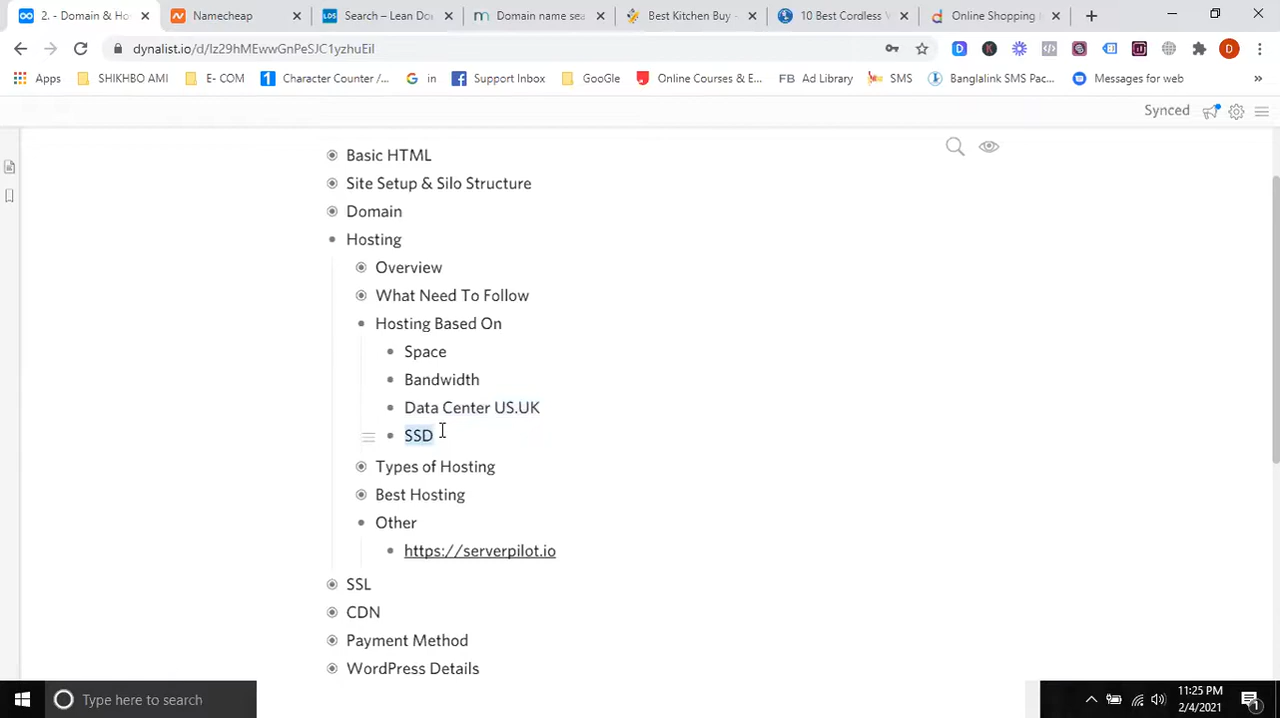 2. - Domain & Ho
Namecheap
Search – Lean Do
Domain name sea
Best Kitchen Buy -
10 Best Cordless
Online Shopping
dynalist.io/d/Iz29hMEwwGnPeSJC1yzhuEil
D
Apps
SHIKHBO AMI
E- COM
Character Counter /...
in
Support Inbox
GooGle
Online Courses & E...
FB Ad Library
SMS
Banglalink SMS Pac...
Messages for web
»
Synced
Basic HTML
Site Setup & Silo Structure
Domain
Hosting
Overview
What Need To Follow
Hosting Based On
Space
Bandwidth
Data Center US.UK
SSD
Types of Hosting
Best Hosting
Other
https://serverpilot.io
SSL
CDN
Payment Method
WordPress Details
Type here to search
11:25 PM
2/4/2021